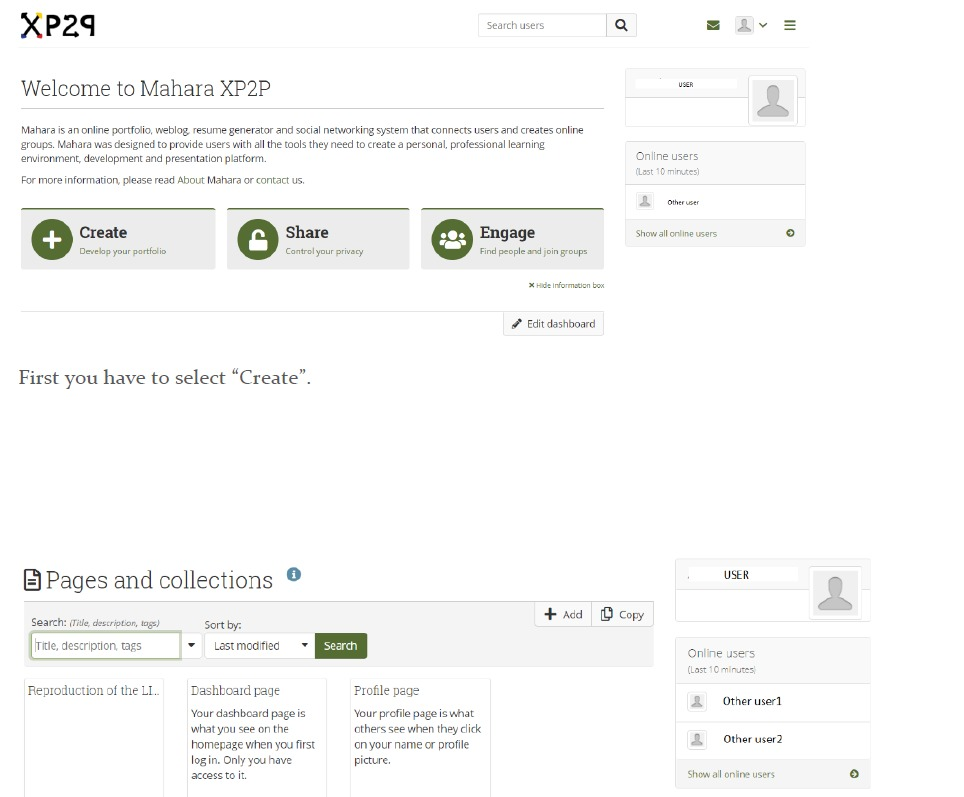 XP2P
Search users
Welcome to Mahara XP2P
USER
Mahara is an online portfolio, weblog, resume generator and social networking system that connects users and creates online
groups. Mahara was designed to provide users with all the tools they need to create a personal, professional learning
environment, development and presentation platform.
For more information, please read About Mahara or contact us.
Online users
(Last 10 minutes)
Other user
Show all online users
Create
Develop your portfolio
Share
Control your privacy
Engage
Find people and join groups
× Hide information box
Edit dashboard
First you have to select “Create”.
Pages and collections
USER
Add
Copy
Search: (Title, description, tags)
Sort by:
Title, description, tags
Last modified
Search
Online users
(Last 10 minutes)
Other user1
Other user2
Show all online users
Reproduction of the LI...
Dashboard page
Your dashboard page is
what you see on the
homepage when you first
log in. Only you have
access to it.
Profile page
Your profile page is what
others see when they click
on your name or profile
picture.